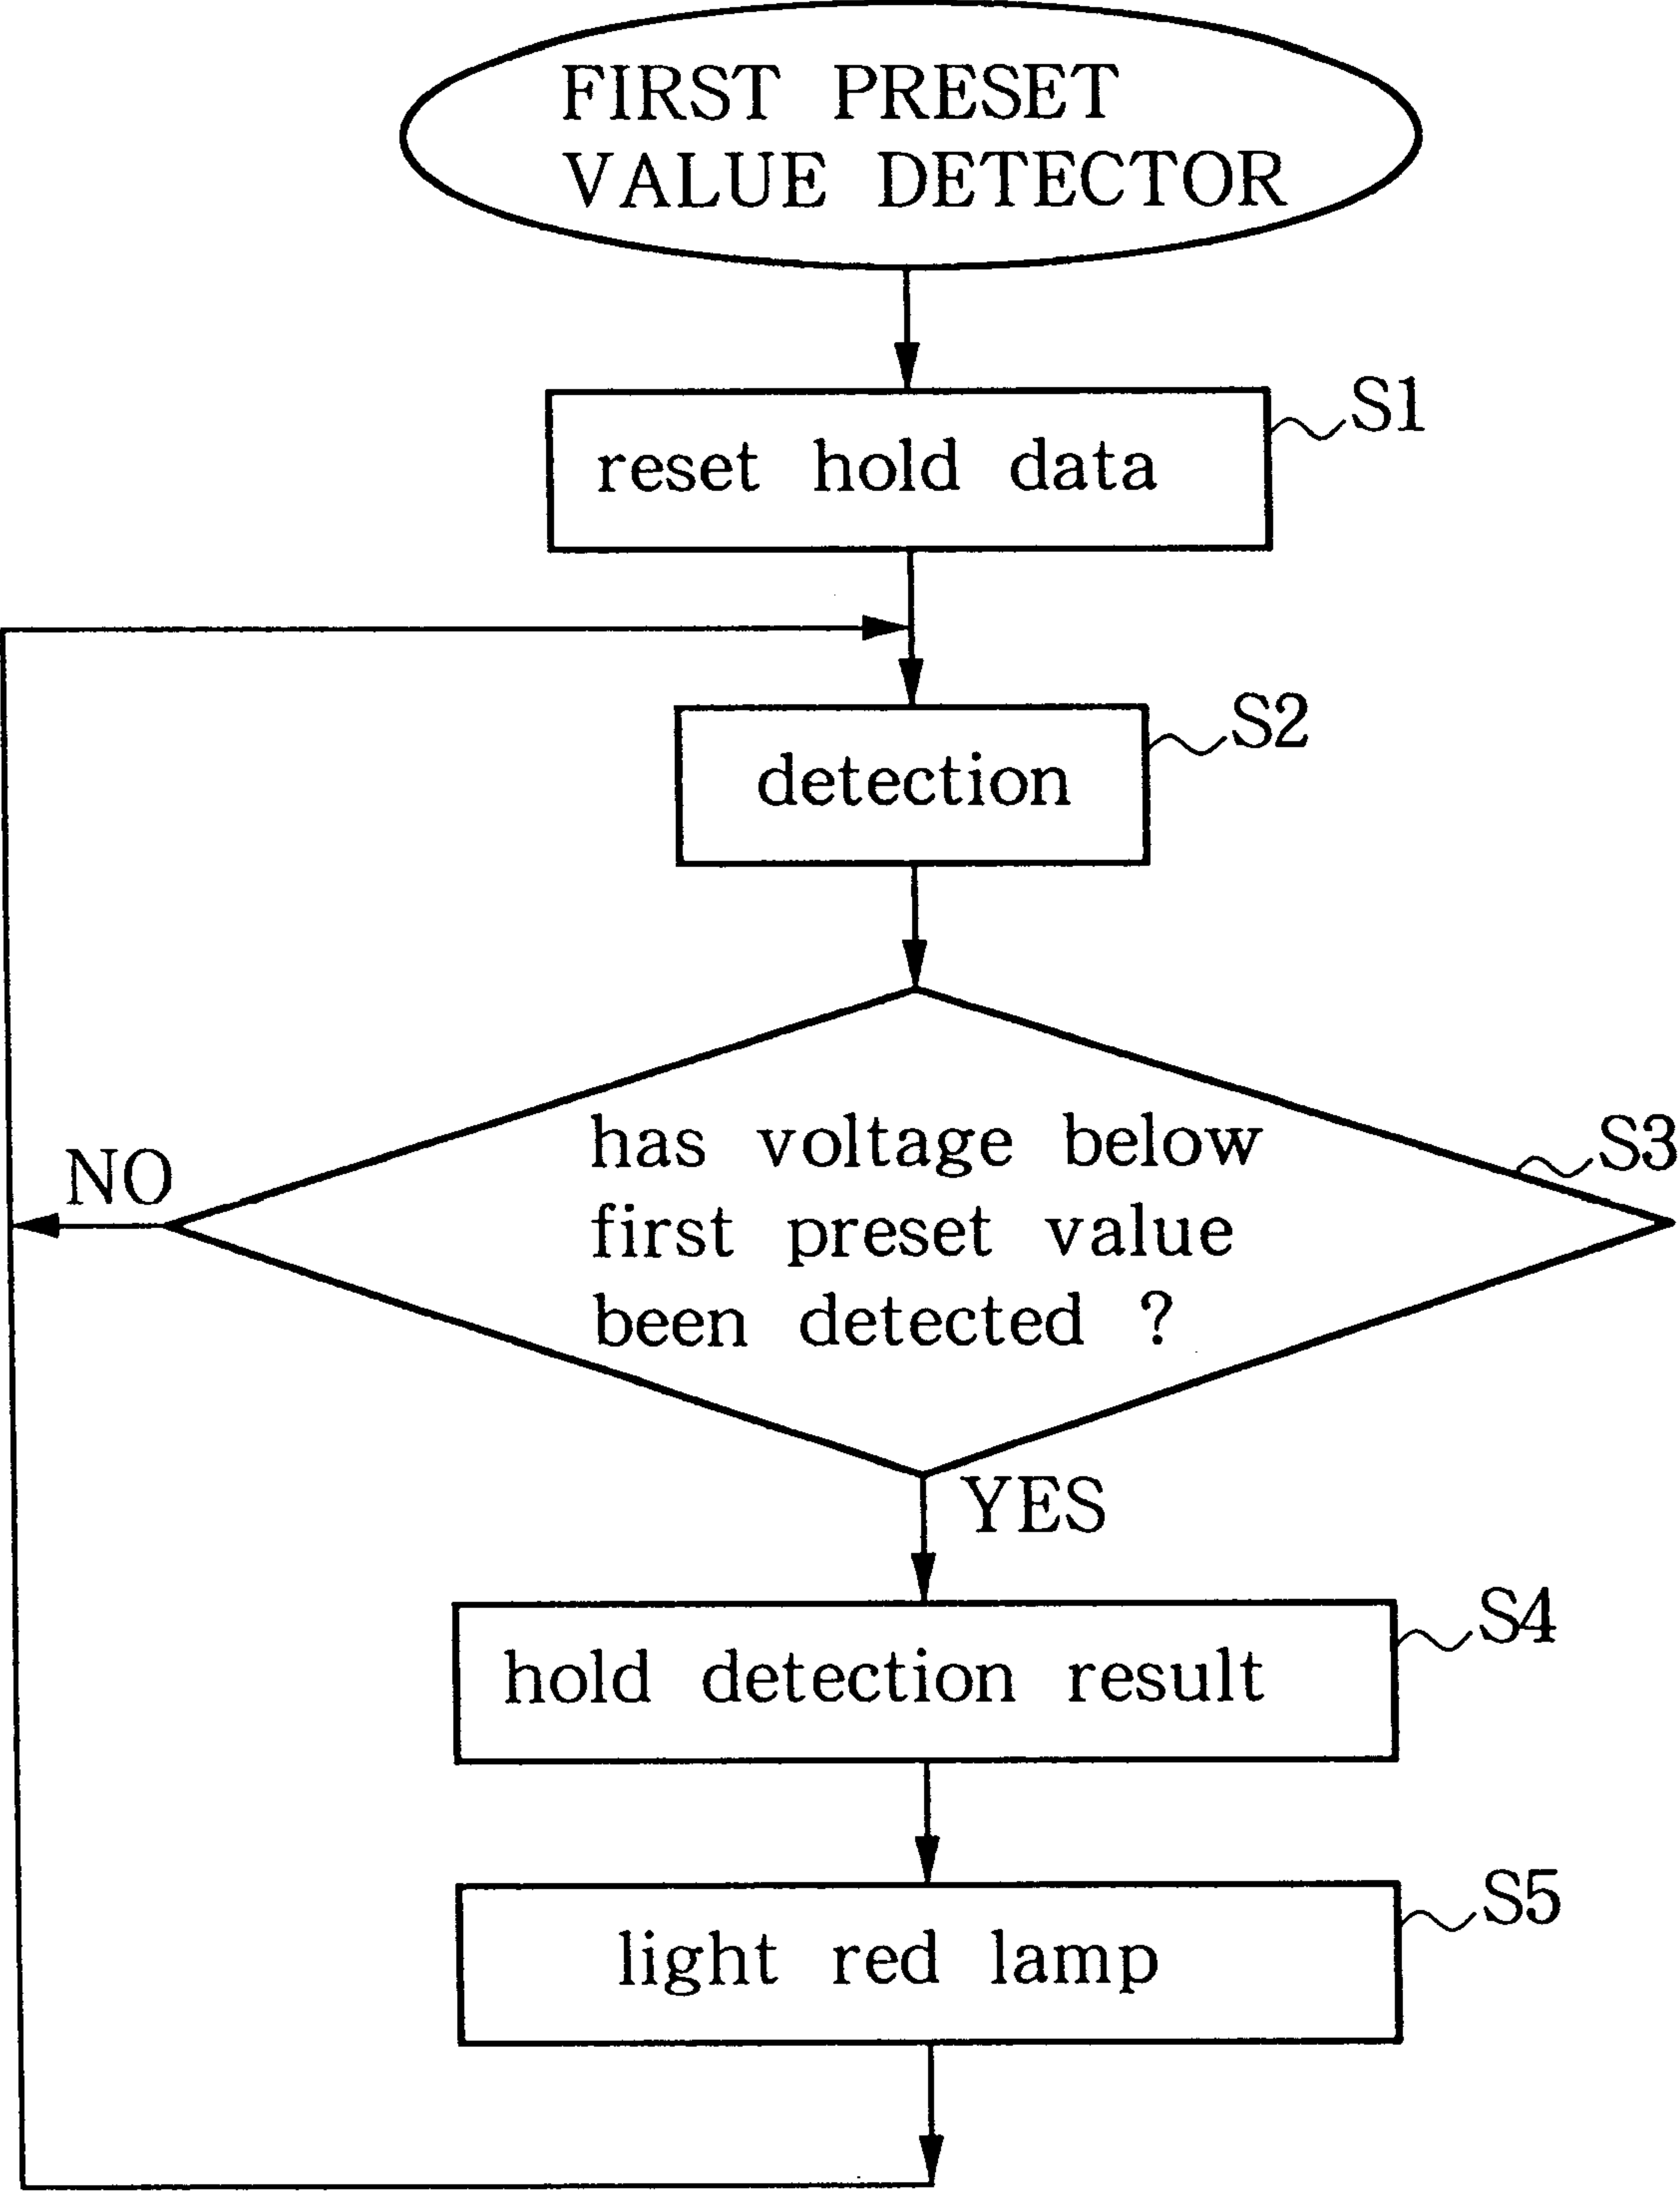 FIRST PRESET
VALUE DETECTOR
S1
reset hold data
S2
detection
S3
has voltage below
first preset value
been detected ?
NO
YES
S4
hold detection result
S5
light red lamp